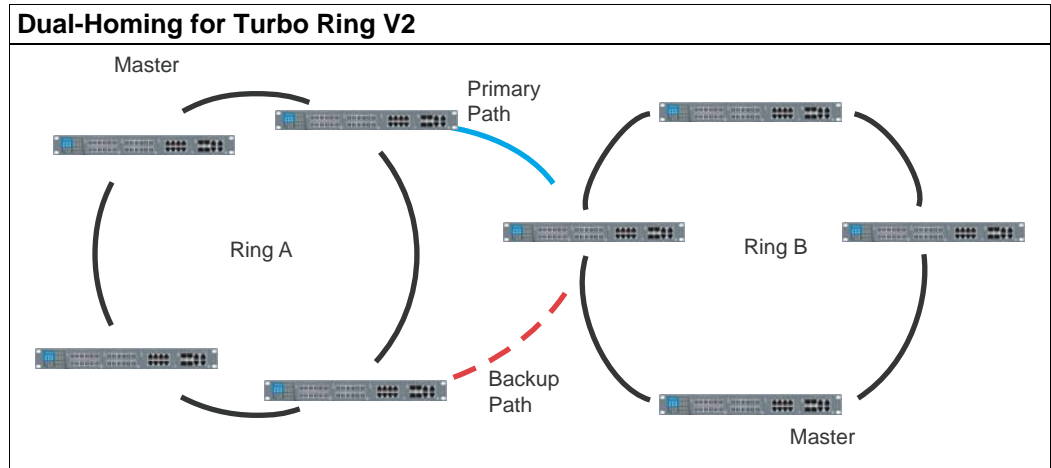 Dual-Homing for Turbo Ring V2
Master
Primary
Path
Ring A
Ring B
Backup
Path
Master